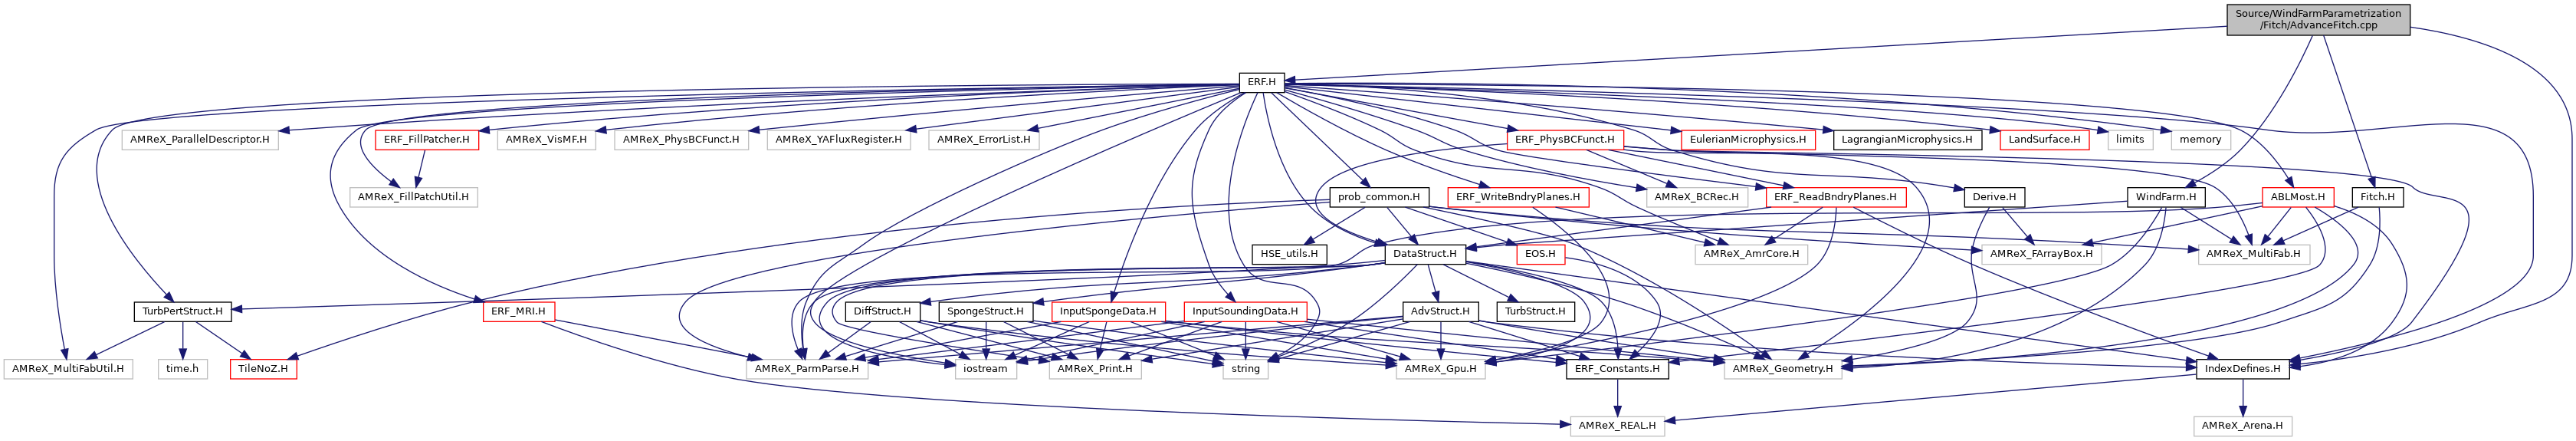 Source/WindFarmParametrization
/Fitch/AdvanceFitch.cpp
ERF.H
AMReX_ParallelDescriptor.H
ERF_FillPatcher.H
AMReX_VisMF.H
AMReX_PhysBCFunct.H
AMReX_YAFluxRegister.H
AMReX_ErrorList.H
ERF_PhysBCFunct.H
EulerianMicrophysics.H
LagrangianMicrophysics.H
LandSurface.H
limits
memory
AMReX_FillPatchUtil.H
prob_common.H
ERF_WriteBndryPlanes.H
AMReX_BCRec.H
ERF_ReadBndryPlanes.H
Derive.H
WindFarm.H
ABLMost.H
Fitch.H
HSE_utils.H
DataStruct.H
EOS.H
AMReX_AmrCore.H
AMReX_FArrayBox.H
AMReX_MultiFab.H
TurbPertStruct.H
ERF_MRI.H
DiffStruct.H
SpongeStruct.H
InputSpongeData.H
InputSoundingData.H
AdvStruct.H
TurbStruct.H
AMReX_MultiFabUtil.H
time.h
TileNoZ.H
AMReX_ParmParse.H
iostream
AMReX_Print.H
string
AMReX_Gpu.H
ERF_Constants.H
AMReX_Geometry.H
IndexDefines.H
AMReX_REAL.H
AMReX_Arena.H